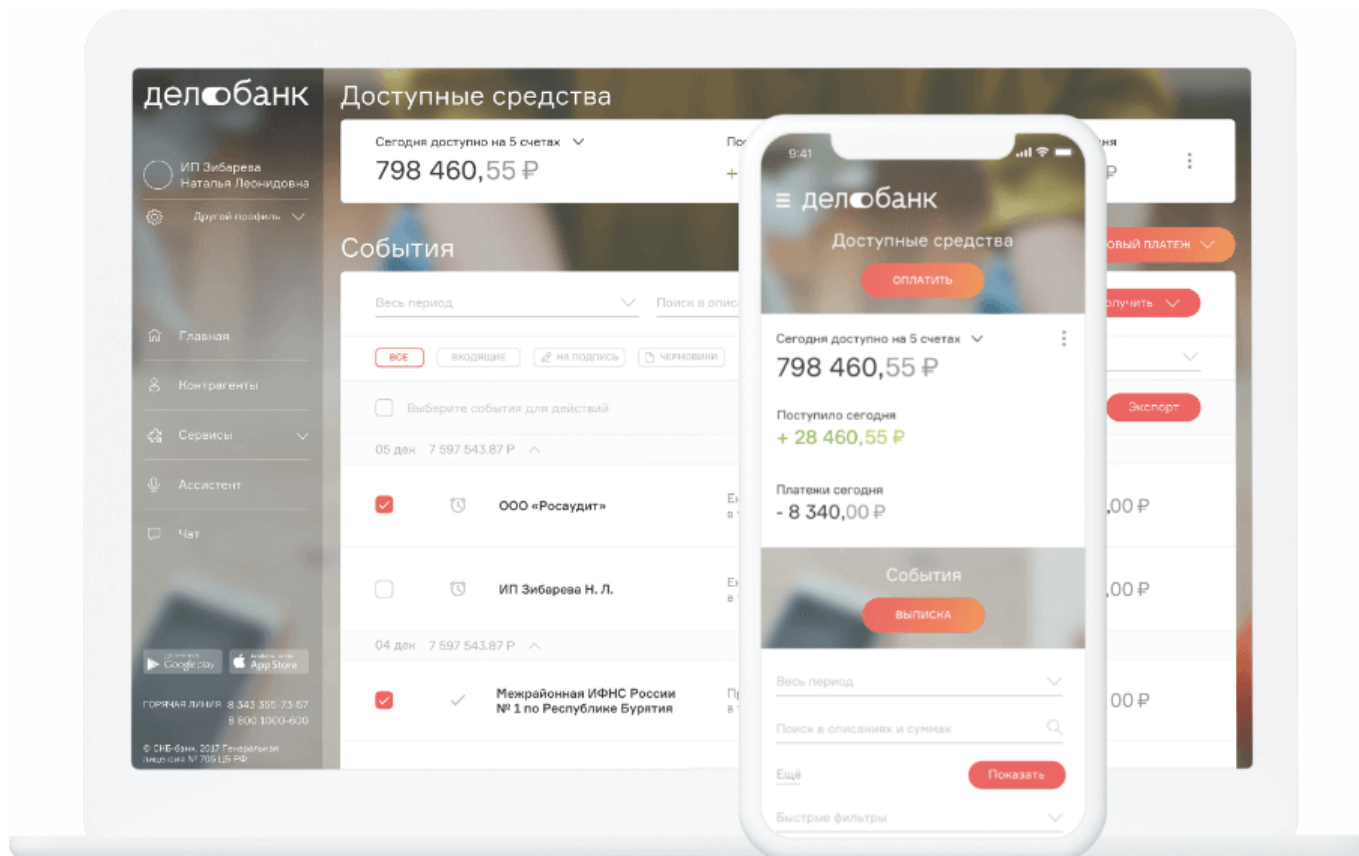 делобанк
ИП Зибарева
Наталья Леонидовна
Другой профиль
Главная
Контрагенты
Сервисы
Ассистент
Чат
Google play
App Store
ГОРЯЧАЯ ЛИНИЯ 8 343 355-73-57
8 800 1000-600
© СКБ-банк, 2017 Генеральная
лицензия № 705 ЦБ РФ
Доступные средства
Сегодня доступно на 5 счетах
798 460,55 ₽
+
₽
События
ПЛАТЕЖ
Весь период
Поиск в
ВСЕ
ВХОДЯЩИЕ
НА ПОДПИСЬ
ЧЕРНОВИКИ
Выберите события для действий
Экспорт
05 дек 7 597 543.87 Р
ООО «Росаудит»
,00 ₽
ИП Зибарева Н. Л.
,00 ₽
04 дек 7 597 543.87 Р
Межрайонная ИФНС России
№ 1 по Республике Бурятия
00 ₽
9:41
делобанк
Доступные средства
ОПЛАТИТЬ
Сегодня доступно на 5 счетах
798 460,55 ₽
Поступило сегодня
+ 28 460,55 ₽
Платежи сегодня
- 8 340,00 ₽
События
ВЫПИСКА
Весь период
Поиск в описаниях и суммах
Ещё
Показать
Быстрые фильтры